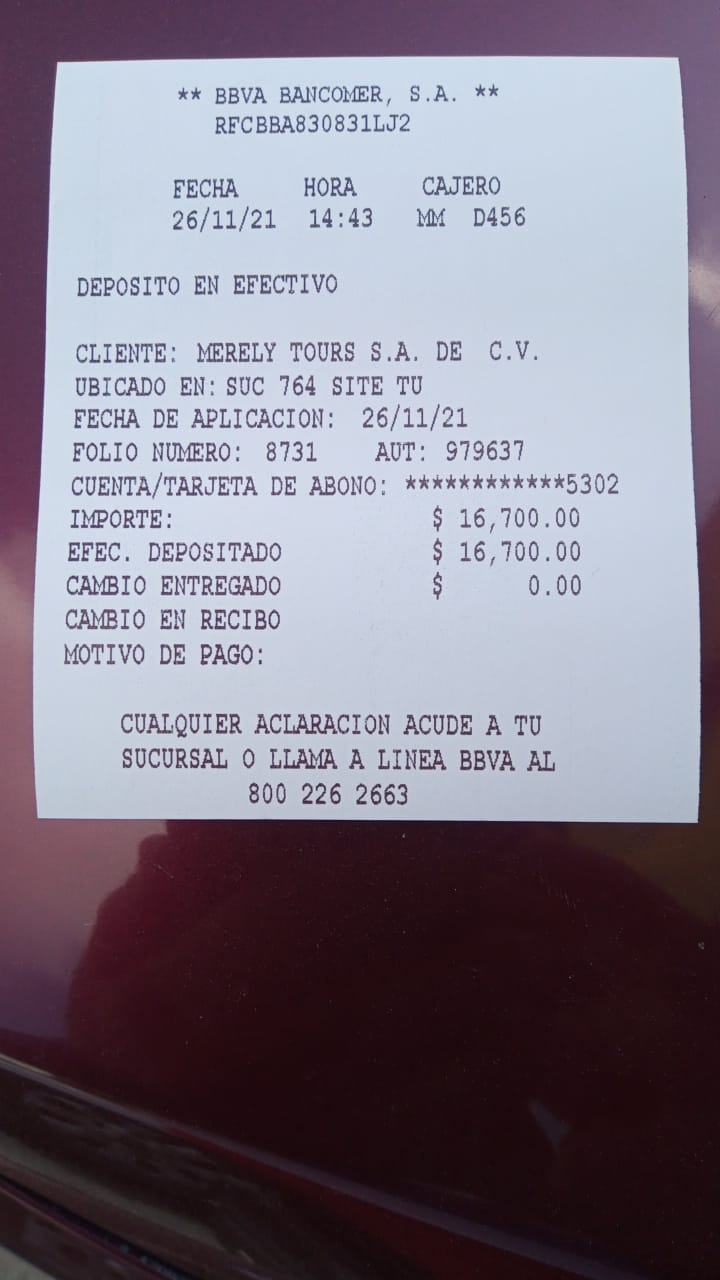 ** BBVA BANCOMER, S.A. **
RFCBBA830831LJ2
FECHA HORA CAJERO
26/11/21 14:43 MM D456
DEPOSITO EN EFECTIVO
CLIENTE: MERELY TOURS S.A. DE C.V.
UBICADO EN: SUC 764 SITE TU
FECHA DE APLICACION: 26/11/21
FOLIO NUMERO: 8731 AUT: 979637
CUENTA/TARJETA DE ABONO: ************5302
IMPORTE: $ 16,700.00
EFEC. DEPOSITADO $ 16,700.00
CAMBIO ENTREGADO $ 0.00
CAMBIO EN RECIBO
MOTIVO DE PAGO:
CUALQUIER ACLARACION ACUDE A TU
SUCURSAL O LLAMA A LINEA BBVA AL
800 226 2663